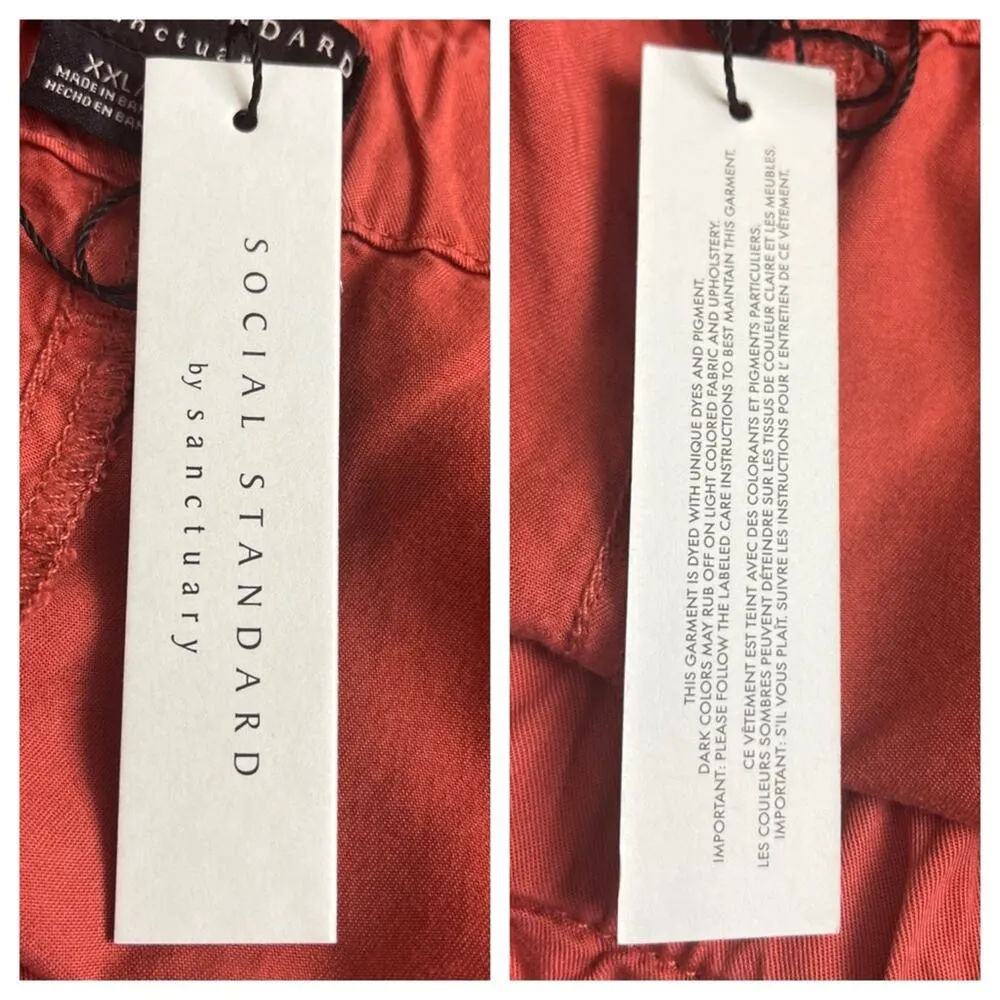 DARD
nctuar
XXL
MADE IN BAN
HECHO EN BAN
SOCIAL STANDARD
by sanctuary
THIS GARMENT IS DYED WITH UNIQUE DYES AND PIGMENT.
DARK COLORS MAY RUB OFF ON LIGHT COLORED FABRIC AND UPHOLSTERY.
IMPORTANT: PLEASE FOLLOW THE LABELED CARE INSTRUCTIONS TO BEST MAINTAIN THIS GARMENT.
CE VÊTEMENT EST TEINT AVEC DES COLORANTS ET PIGMENTS PARTICULIERS.
LES COULEURS SOMBRES PEUVENT DÉTEINDRE SUR LES TISSUS DE COULEUR CLAIRE ET LES MEUBLES.
IMPORTANT: S'IL VOUS PLAÎT, SUIVRE LES INSTRUCTIONS POUR L' ENTRETIEN DE CE VÊTEMENT.